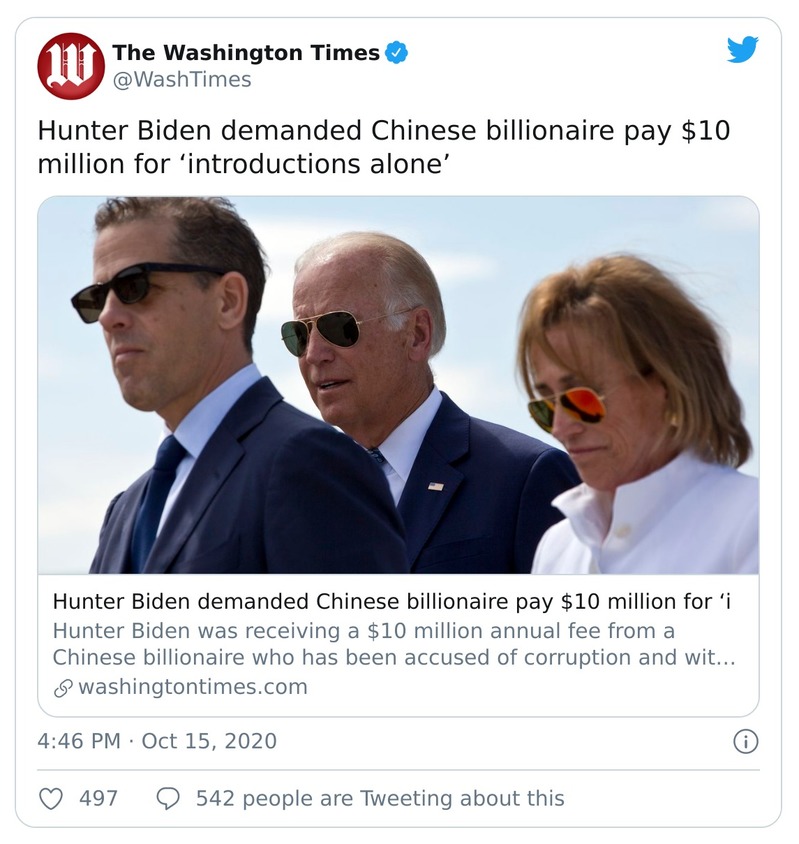 The Washington Times
@WashTimes
Hunter Biden demanded Chinese billionaire pay $10
million for ‘introductions alone’
Hunter Biden demanded Chinese billionaire pay $10 million for ‘i
Hunter Biden was receiving a $10 million annual fee from a
Chinese billionaire who has been accused of corruption and wit...
washingtontimes.com
4:46 PM · Oct 15, 2020
497 542 people are Tweeting about this